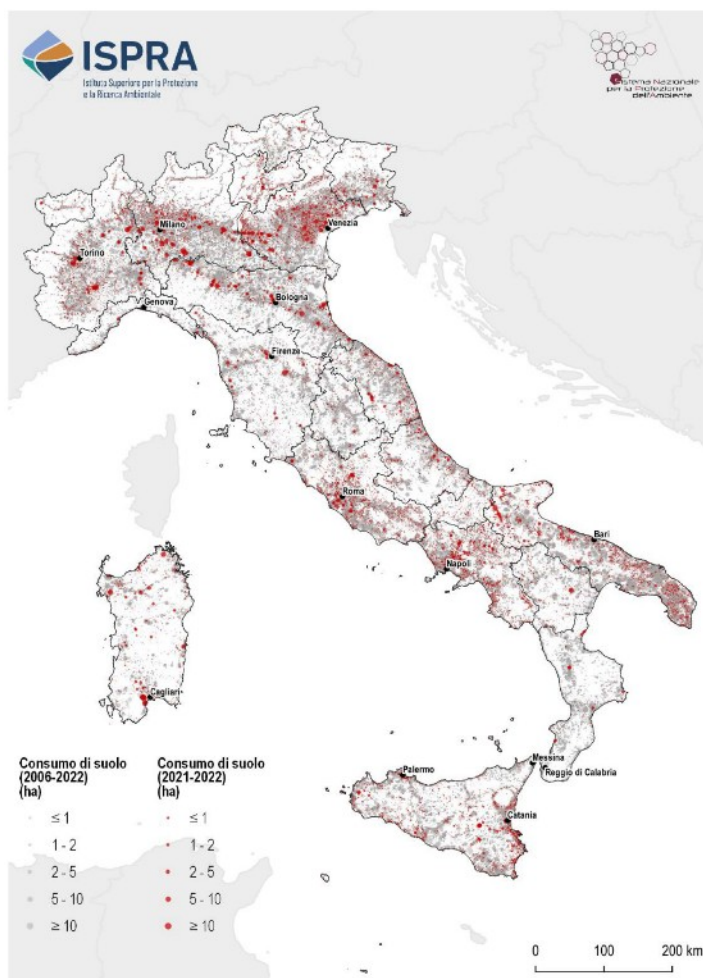 ISPRA
Istituto Superiore per la Protezione
e la Ricerca Ambientale
Sistema Nazionale
per la Protezione
dell'Ambiente
Milano
Venezia
Torino
Genova
Bologna
Firenze
Roma
Bari
Napoli
Cagliari
Messina
Palermo
Reggio di Calabria
Catania
Consumo di suolo
(2006-2022)
(ha)
≤ 1
1 - 2
2 - 5
5 - 10
≥ 10
Consumo di suolo
(2021-2022)
(ha)
≤ 1
1 - 2
2 - 5
5 - 10
≥ 10
0 100 200 km